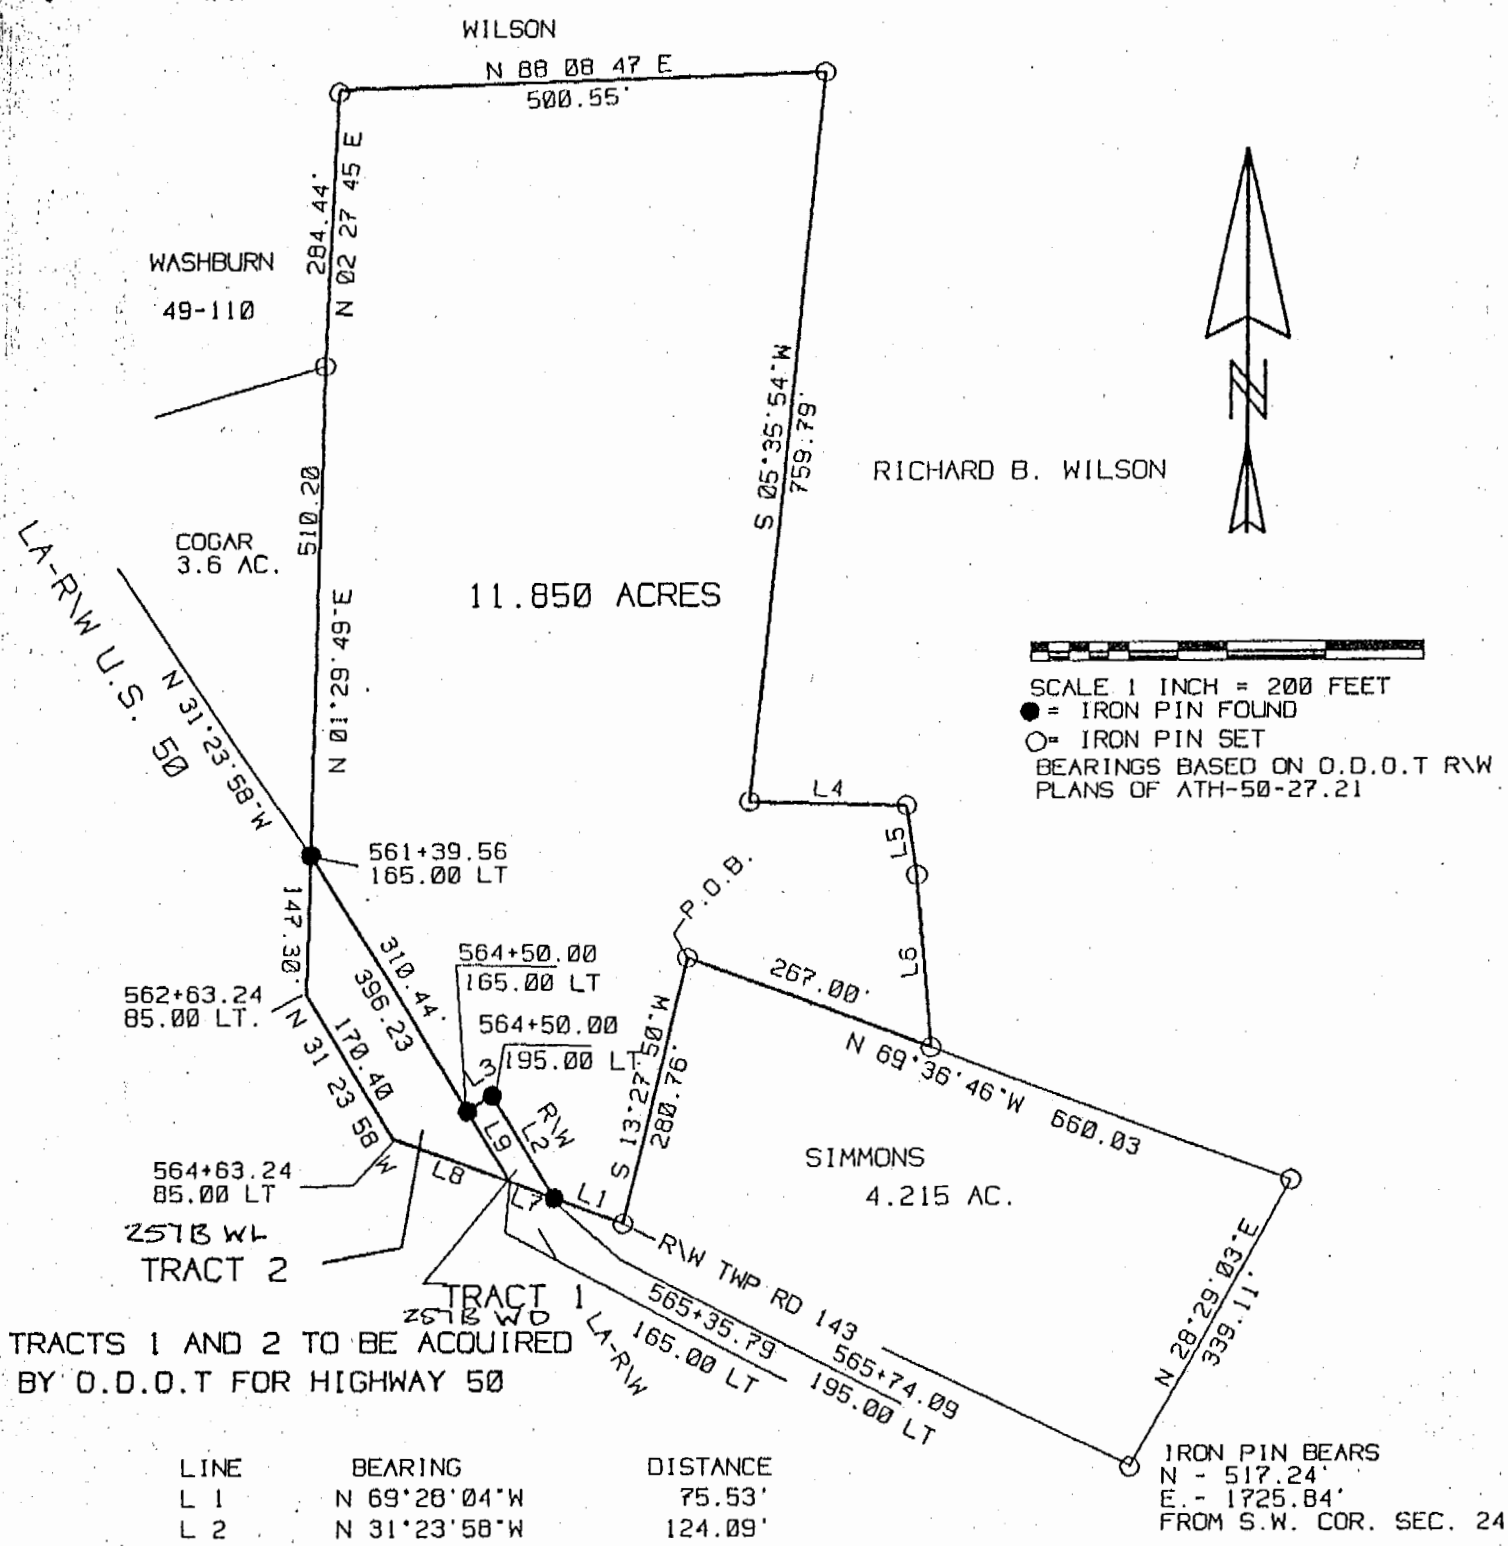 WILSON
N 88 08 47 E
500.55'
284.44'
N 02 27 45 E
WASHBURN
49-110
S 05°35'54"W
759.79'
RICHARD B. WILSON
N
510.20
COGAR
3.6 AC.
LA-R\W U.S. 50
N 31°23'58"W
N 01°29'49"E
11.850 ACRES
SCALE 1 INCH = 200 FEET
= IRON PIN FOUND
= IRON PIN SET
BEARINGS BASED ON O.D.O.T R\W
PLANS OF ATH-50-27.21
L4
L5
L6
561+39.56
165.00 LT
P.O.B.
147.30'
310.44'
396.23
564+50.00
165.00 LT
564+50.00
195.00 LT
267.00'
N 69°36'46"W 660.03
562+63.24
85.00 LT.
N 31 23 58 W
170.40
L3
R\W
L2
L9
S 13°27'50"W
280.76'
SIMMONS
4.215 AC.
564+63.24
85.00 LT
L8
L7
L1
257B WL
TRACT 2
TRACT 1
257B WD
R\W TWP RD 143
565+35.79
165.00 LT
565+74.09
195.00 LT
LA-R\W
N 28°29'03"E
339.11'
TRACTS 1 AND 2 TO BE ACQUIRED
BY O.D.O.T FOR HIGHWAY 50
IRON PIN BEARS
N - 517.24'
E.- 1725.84'
FROM S.W. COR. SEC. 24
LINE BEARING DISTANCE
L 1 N 69°28'04"W 75.53'
L 2 N 31°23'58"W 124.09'